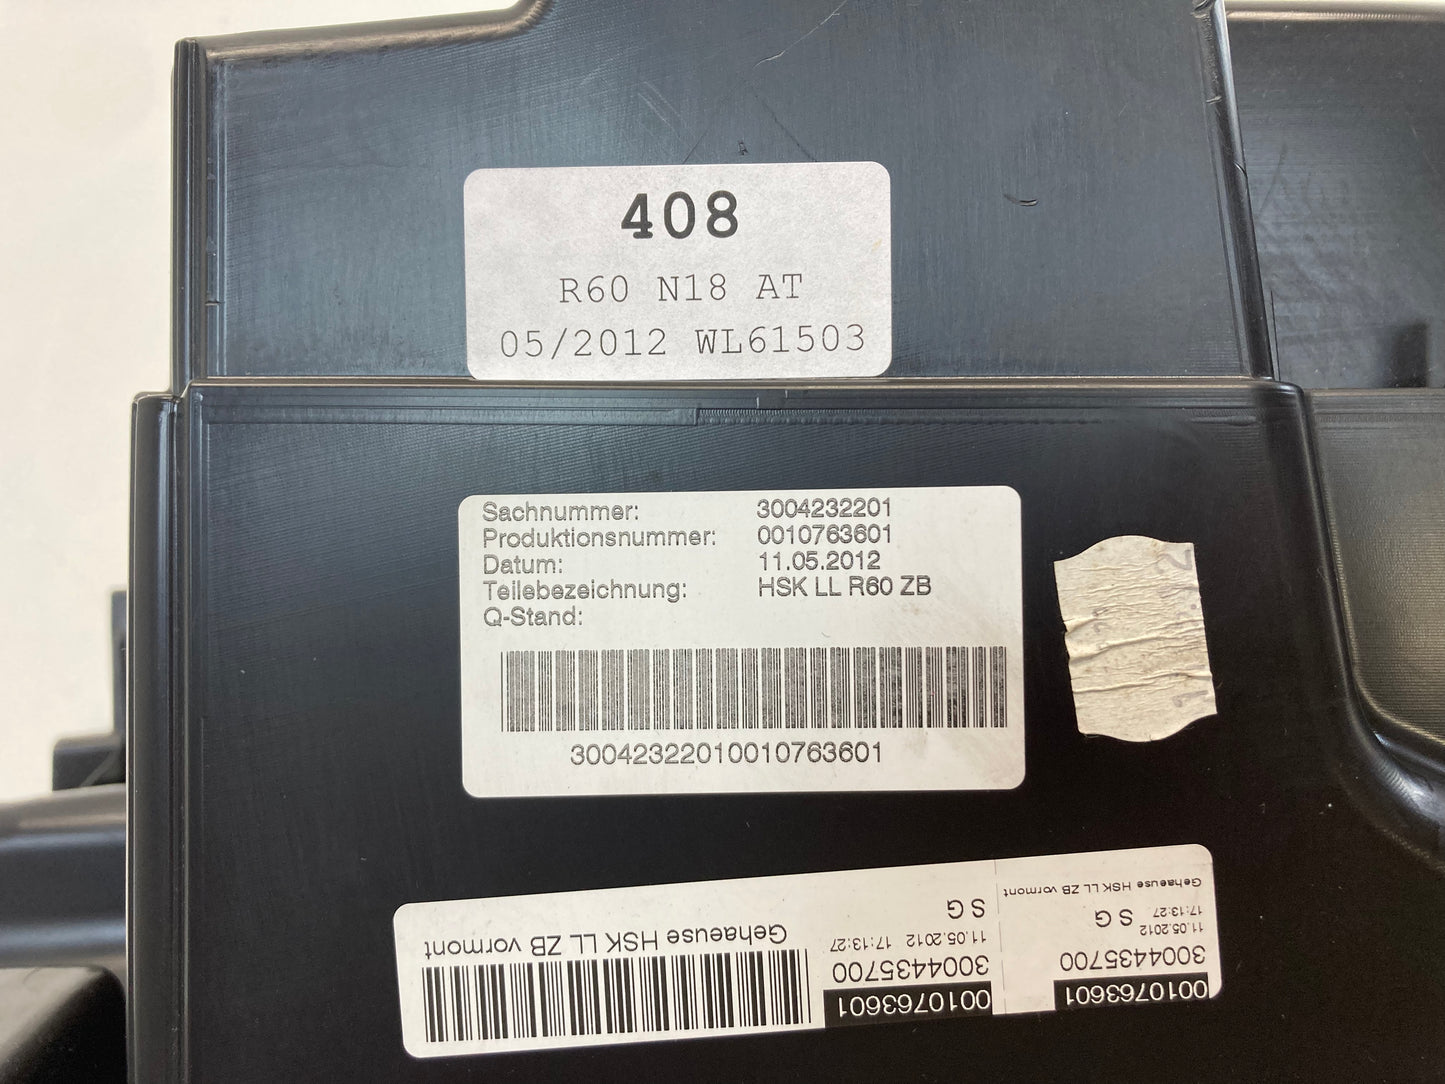 408
R60 N18 AT
05/2012 WL61503
Sachnummer: 3004232201
Produktionsnummer: 0010763601
Datum: 11.05.2012
Teilebezeichnung: HSK LL R60 ZB
Q-Stand:
30042322010010763601
0010763601
3004435700
11.05.2012 17:13:27
S G
Gehaeuse HSK LL ZB vormont
0010763601
3004435700
11.05.2012
17:13:27
S G
Gehaeuse HSK LL ZB vormont